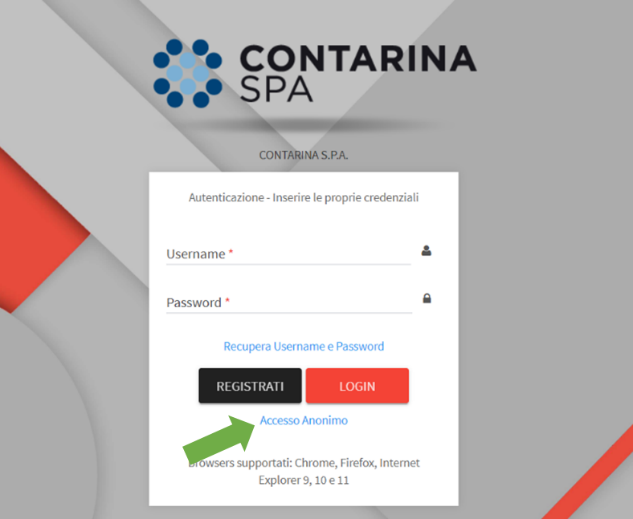 CONTARINA
SPA
CONTARINA S.P.A.
Autenticazione - Inserire le proprie credenziali
Username *
Password *
Recupera Username e Password
REGISTRATI
LOGIN
Accesso Anonimo
Browsers supportati: Chrome, Firefox, Internet
Explorer 9, 10 e 11